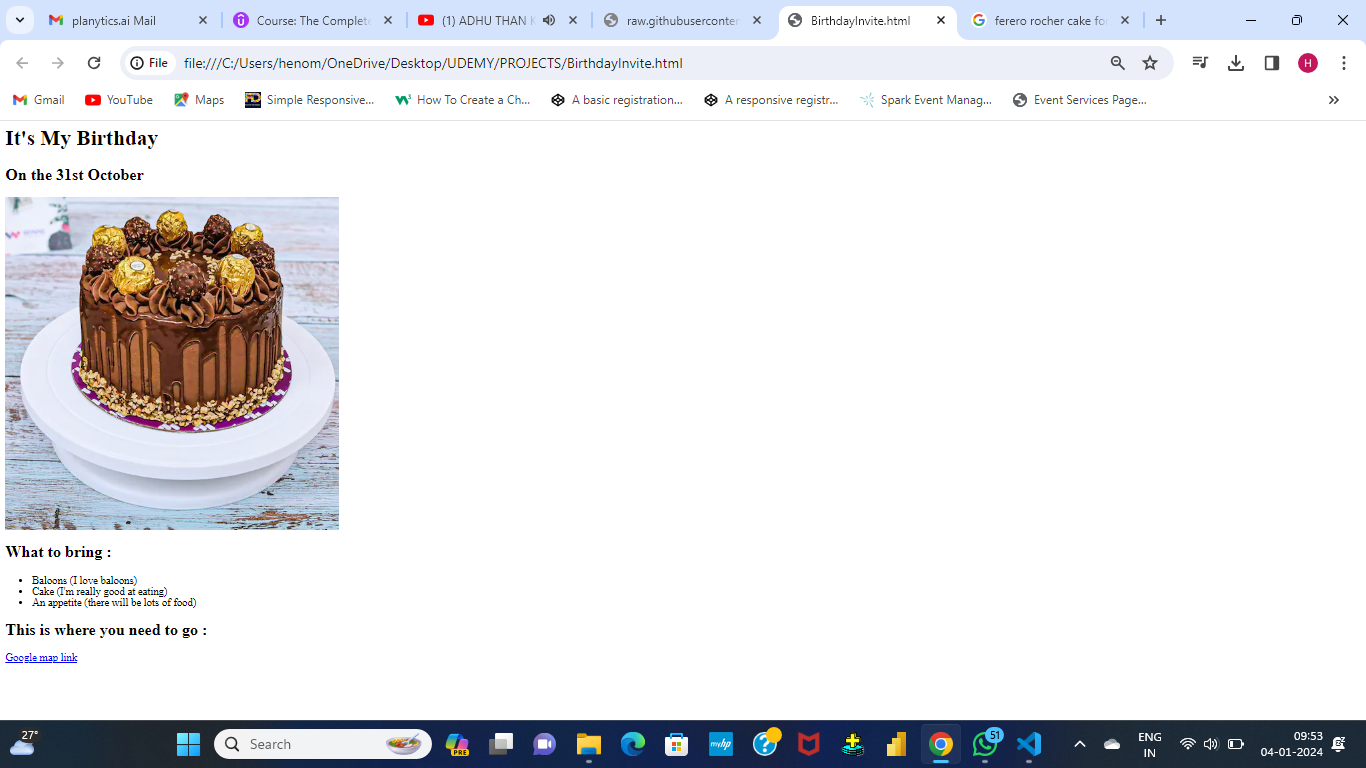 planytics.ai Mail
Course: The Complete
(1) ADHU THAN K
raw.githubusercontent
BirthdayInvite.html
ferero rocher cake fo
File
file:///C:/Users/henom/OneDrive/Desktop/UDEMY/PROJECTS/BirthdayInvite.html
H
Gmail
YouTube
Maps
Simple Responsive...
How To Create a Ch...
A basic registration...
A responsive registr...
Spark Event Manag...
Event Services Page...
It's My Birthday
On the 31st October
What to bring :
Baloons (I love baloons)
Cake (I'm really good at eating)
An appetite (there will be lots of food)
This is where you need to go :
Google map link
27°
Search
PRE
myhp
51
ENG
IN
09:53
04-01-2024